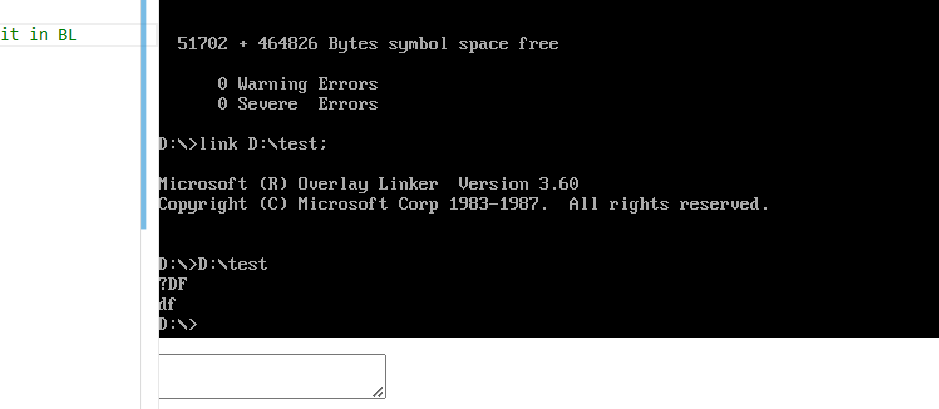 it in BL
51702 + 464826 Bytes symbol space free
0 Warning Errors
0 Severe  Errors
D:\>link D:\test;
Microsoft (R) Overlay Linker  Version 3.60
Copyright (C) Microsoft Corp 1983-1987.  All rights reserved.
D:\>D:\test
?DF
df
D:\>